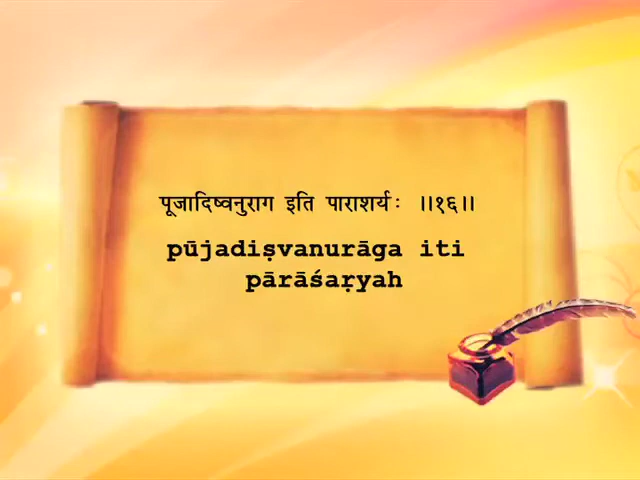 पूजादिष्वनुराग इति पाराशर्यः ।।१६।।
pūjadiṣvanurāga iti
pārāśaṛyah